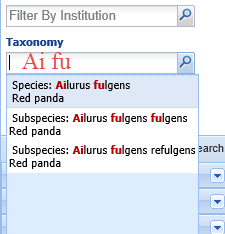 Filter By Institution
Taxonomy
Ai fu
Species: Ailurus fulgens
Red panda
Subspecies: Ailurus fulgens fulgens
Red panda
earch
Subspecies: Ailurus fulgens refulgens
Red panda